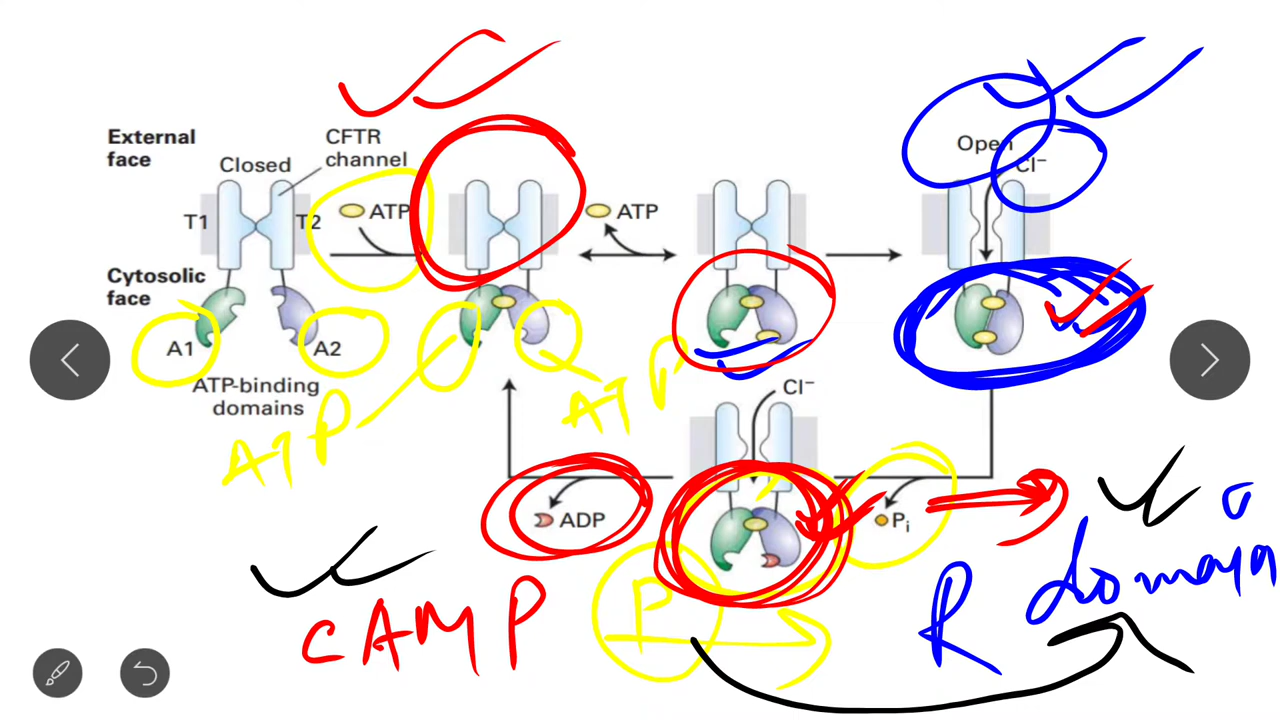 External
face
CFTR
channel
Closed
Open
Cl⁻
T1
T2
ATP
ATP
Cytosolic
face
A1
A2
ATP-binding
domains
ATP
ATP
Cl⁻
ADP
Pi
cAMP
P
R domain